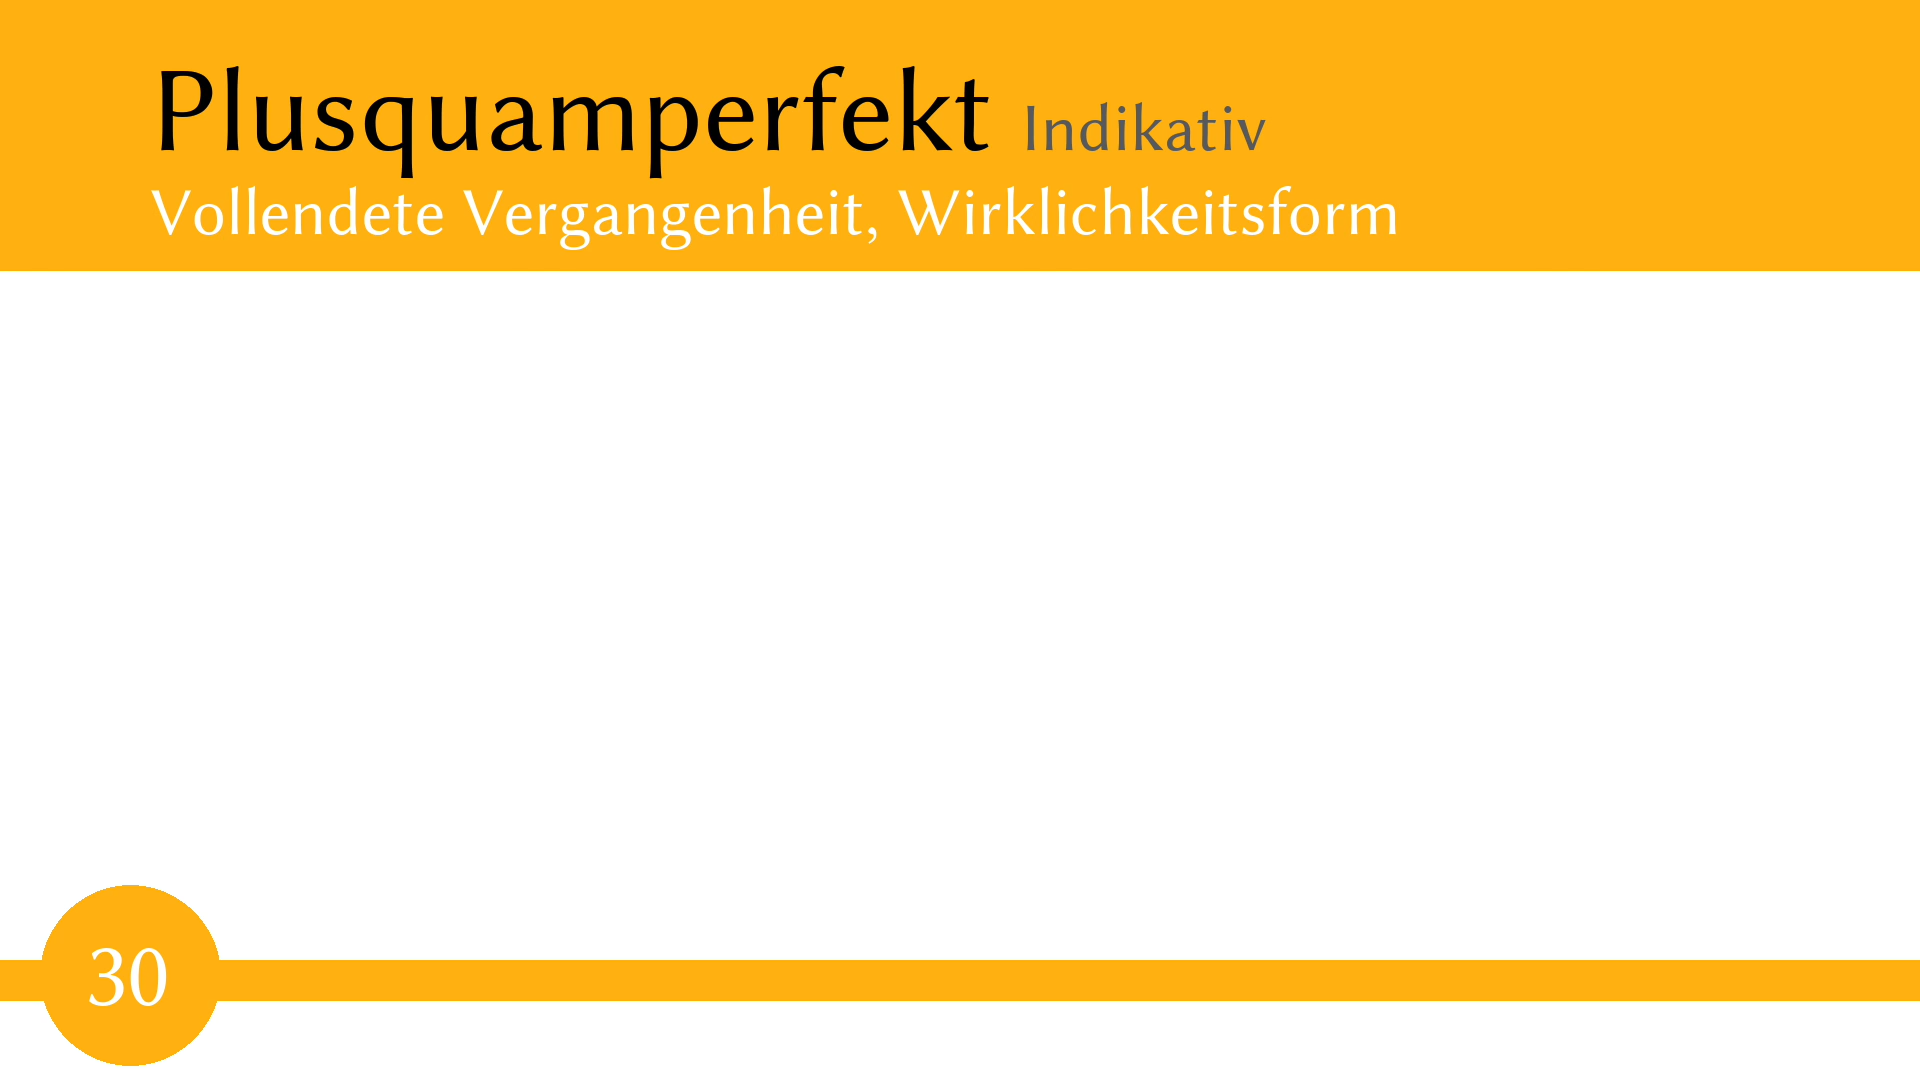 Plusquamperfekt Indikativ
Vollendete Vergangenheit, Wirklichkeitsform
30